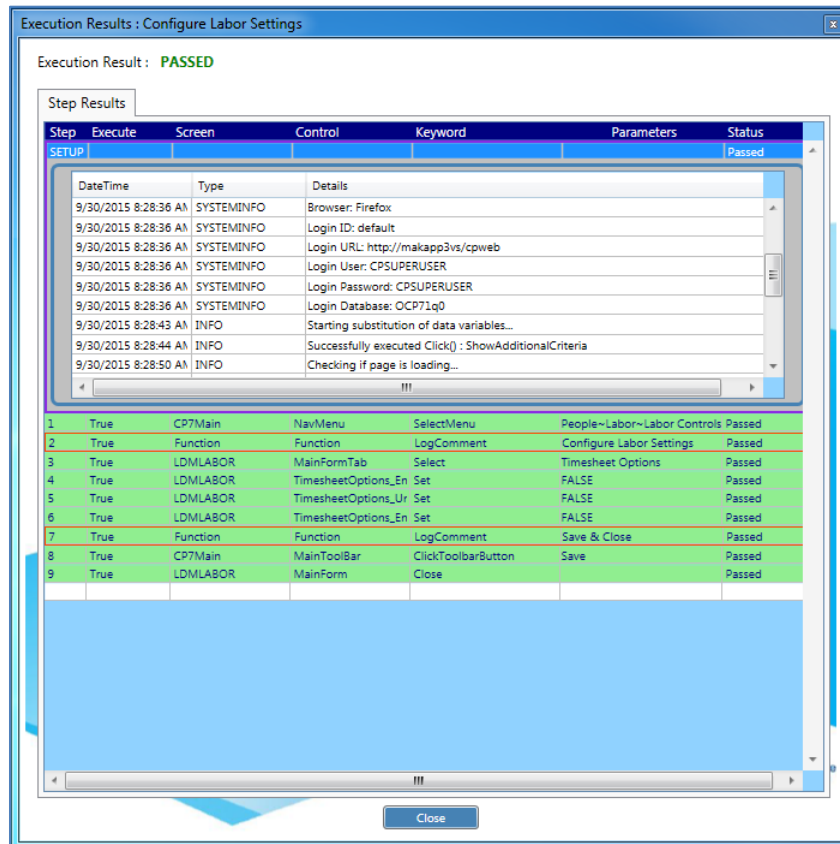 Execution Results : Configure Labor Settings
x
Execution Result : PASSED
Step Results
Step Execute Screen Control Keyword Parameters Status
SETUP Passed
DateTime Type Details
9/30/2015 8:28:36 AM SYSTEMINFO Browser: Firefox
9/30/2015 8:28:36 AM SYSTEMINFO Login ID: default
9/30/2015 8:28:36 AM SYSTEMINFO Login URL: http://makapp3vs/cpweb
9/30/2015 8:28:36 AM SYSTEMINFO Login User: CPSUPERUSER
9/30/2015 8:28:36 AM SYSTEMINFO Login Password: CPSUPERUSER
9/30/2015 8:28:36 AM SYSTEMINFO Login Database: OCP71q0
9/30/2015 8:28:43 AM INFO Starting substitution of data variables...
9/30/2015 8:28:44 AM INFO Successfully executed Click() : ShowAdditionalCriteria
9/30/2015 8:28:50 AM INFO Checking if page is loading...
1 True CP7Main NavMenu SelectMenu People~Labor~Labor Controls Passed
2 True Function Function LogComment Configure Labor Settings Passed
3 True LDMLABOR MainFormTab Select Timesheet Options Passed
4 True LDMLABOR TimesheetOptions_En Set FALSE Passed
5 True LDMLABOR TimesheetOptions_Ur Set FALSE Passed
6 True LDMLABOR TimesheetOptions_En Set FALSE Passed
7 True Function Function LogComment Save & Close Passed
8 True CP7Main MainToolBar ClickToolbarButton Save Passed
9 True LDMLABOR MainForm Close Passed
Close